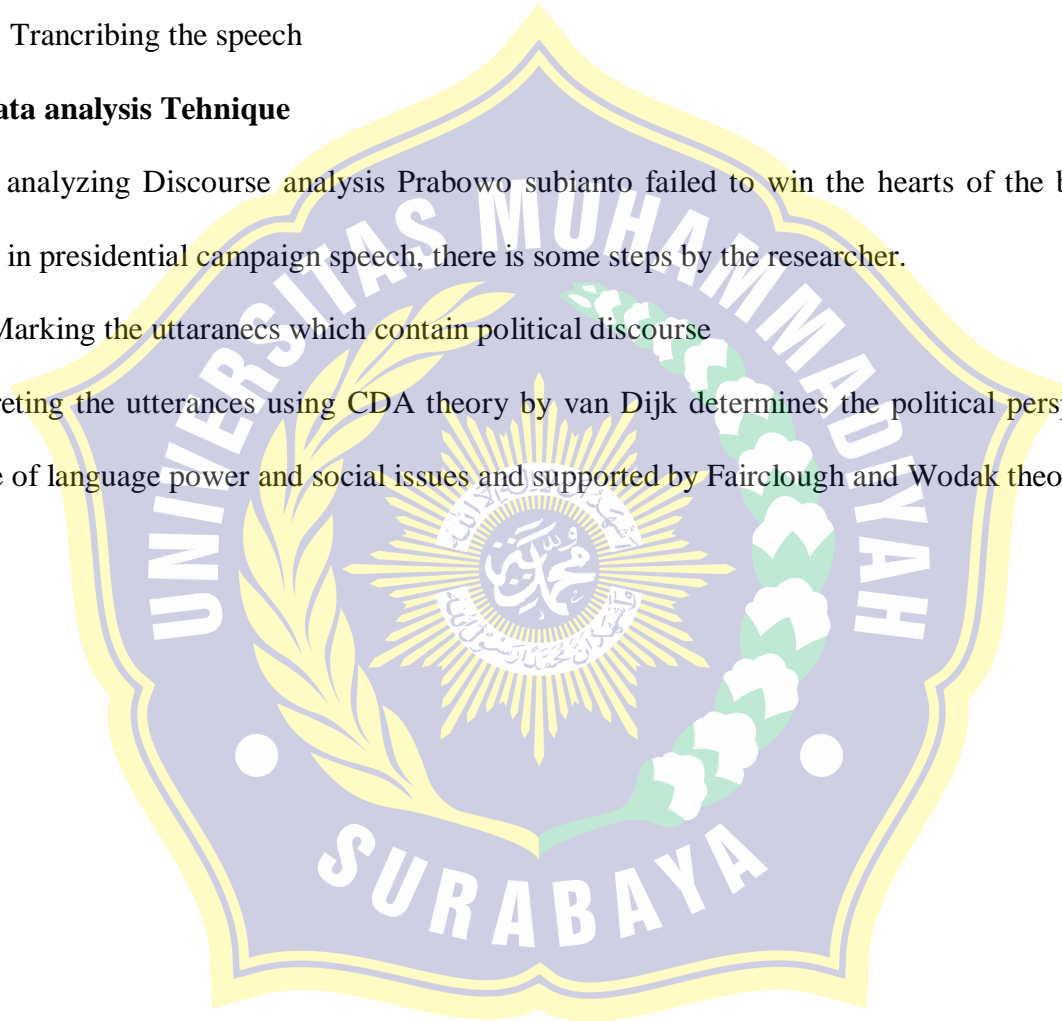 Trancribing the speech
ata analysis Tehnique
analyzing Discourse analysis Prabowo subianto failed to win the hearts of the b
in presidential campaign speech, there is some steps by the researcher.
Marking the uttaranecs which contain political discourse
reting the utterances using CDA theory by van Dijk determines the political persp
e of language power and social issues and supported by Fairclough and Wodak theo
UNIVERSITAS MUHAMMADIYAH
SURABAYA